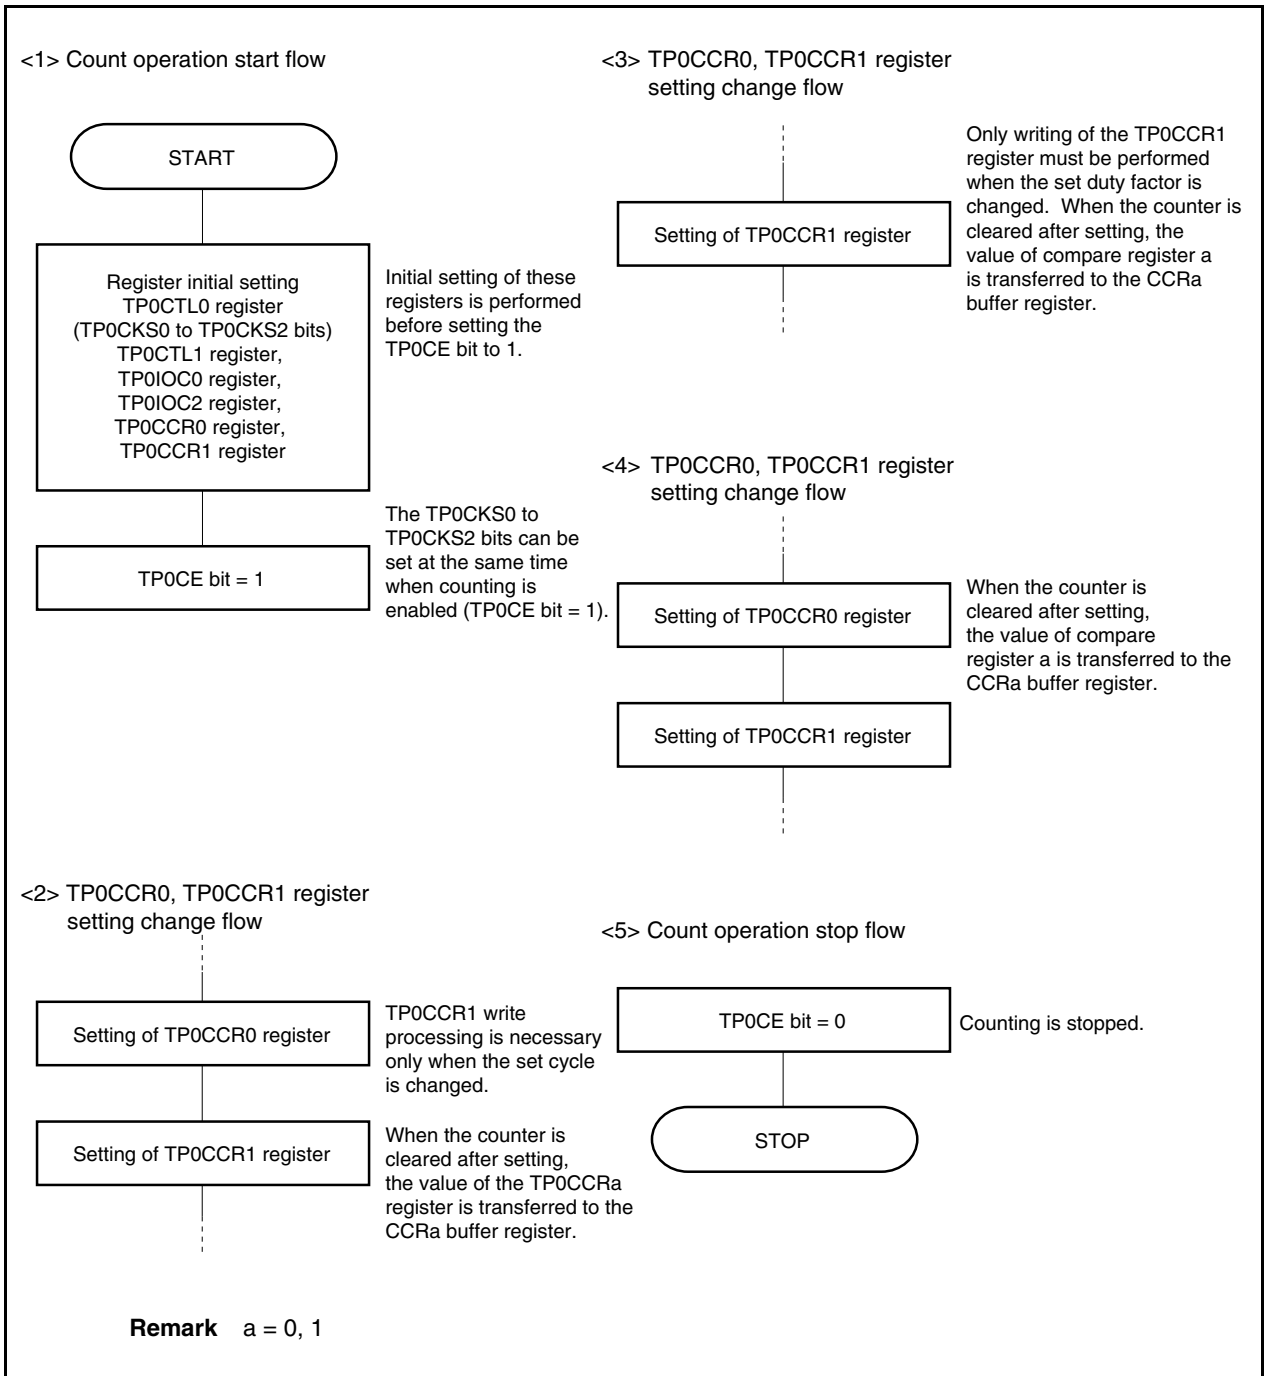 <1> Count operation start flow
START
Register initial setting
TP0CTL0 register
(TP0CKS0 to TP0CKS2 bits)
TP0CTL1 register,
TP0IOC0 register,
TP0IOC2 register,
TP0CCR0 register,
TP0CCR1 register
Initial setting of these
registers is performed
before setting the
TP0CE bit to 1.
TP0CE bit = 1
The TP0CKS0 to
TP0CKS2 bits can be
set at the same time
when counting is
enabled (TP0CE bit = 1).
<2> TP0CCR0, TP0CCR1 register
setting change flow
Setting of TP0CCR0 register
TP0CCR1 write
processing is necessary
only when the set cycle
is changed.
Setting of TP0CCR1 register
When the counter is
cleared after setting,
the value of the TP0CCRa
register is transferred to the
CCRa buffer register.
<3> TP0CCR0, TP0CCR1 register
setting change flow
Setting of TP0CCR1 register
Only writing of the TP0CCR1
register must be performed
when the set duty factor is
changed. When the counter is
cleared after setting, the
value of compare register a
is transferred to the CCRa
buffer register.
<4> TP0CCR0, TP0CCR1 register
setting change flow
Setting of TP0CCR0 register
When the counter is
cleared after setting,
the value of compare
register a is transferred to the
CCRa buffer register.
Setting of TP0CCR1 register
<5> Count operation stop flow
TP0CE bit = 0
Counting is stopped.
STOP
Remark a = 0, 1